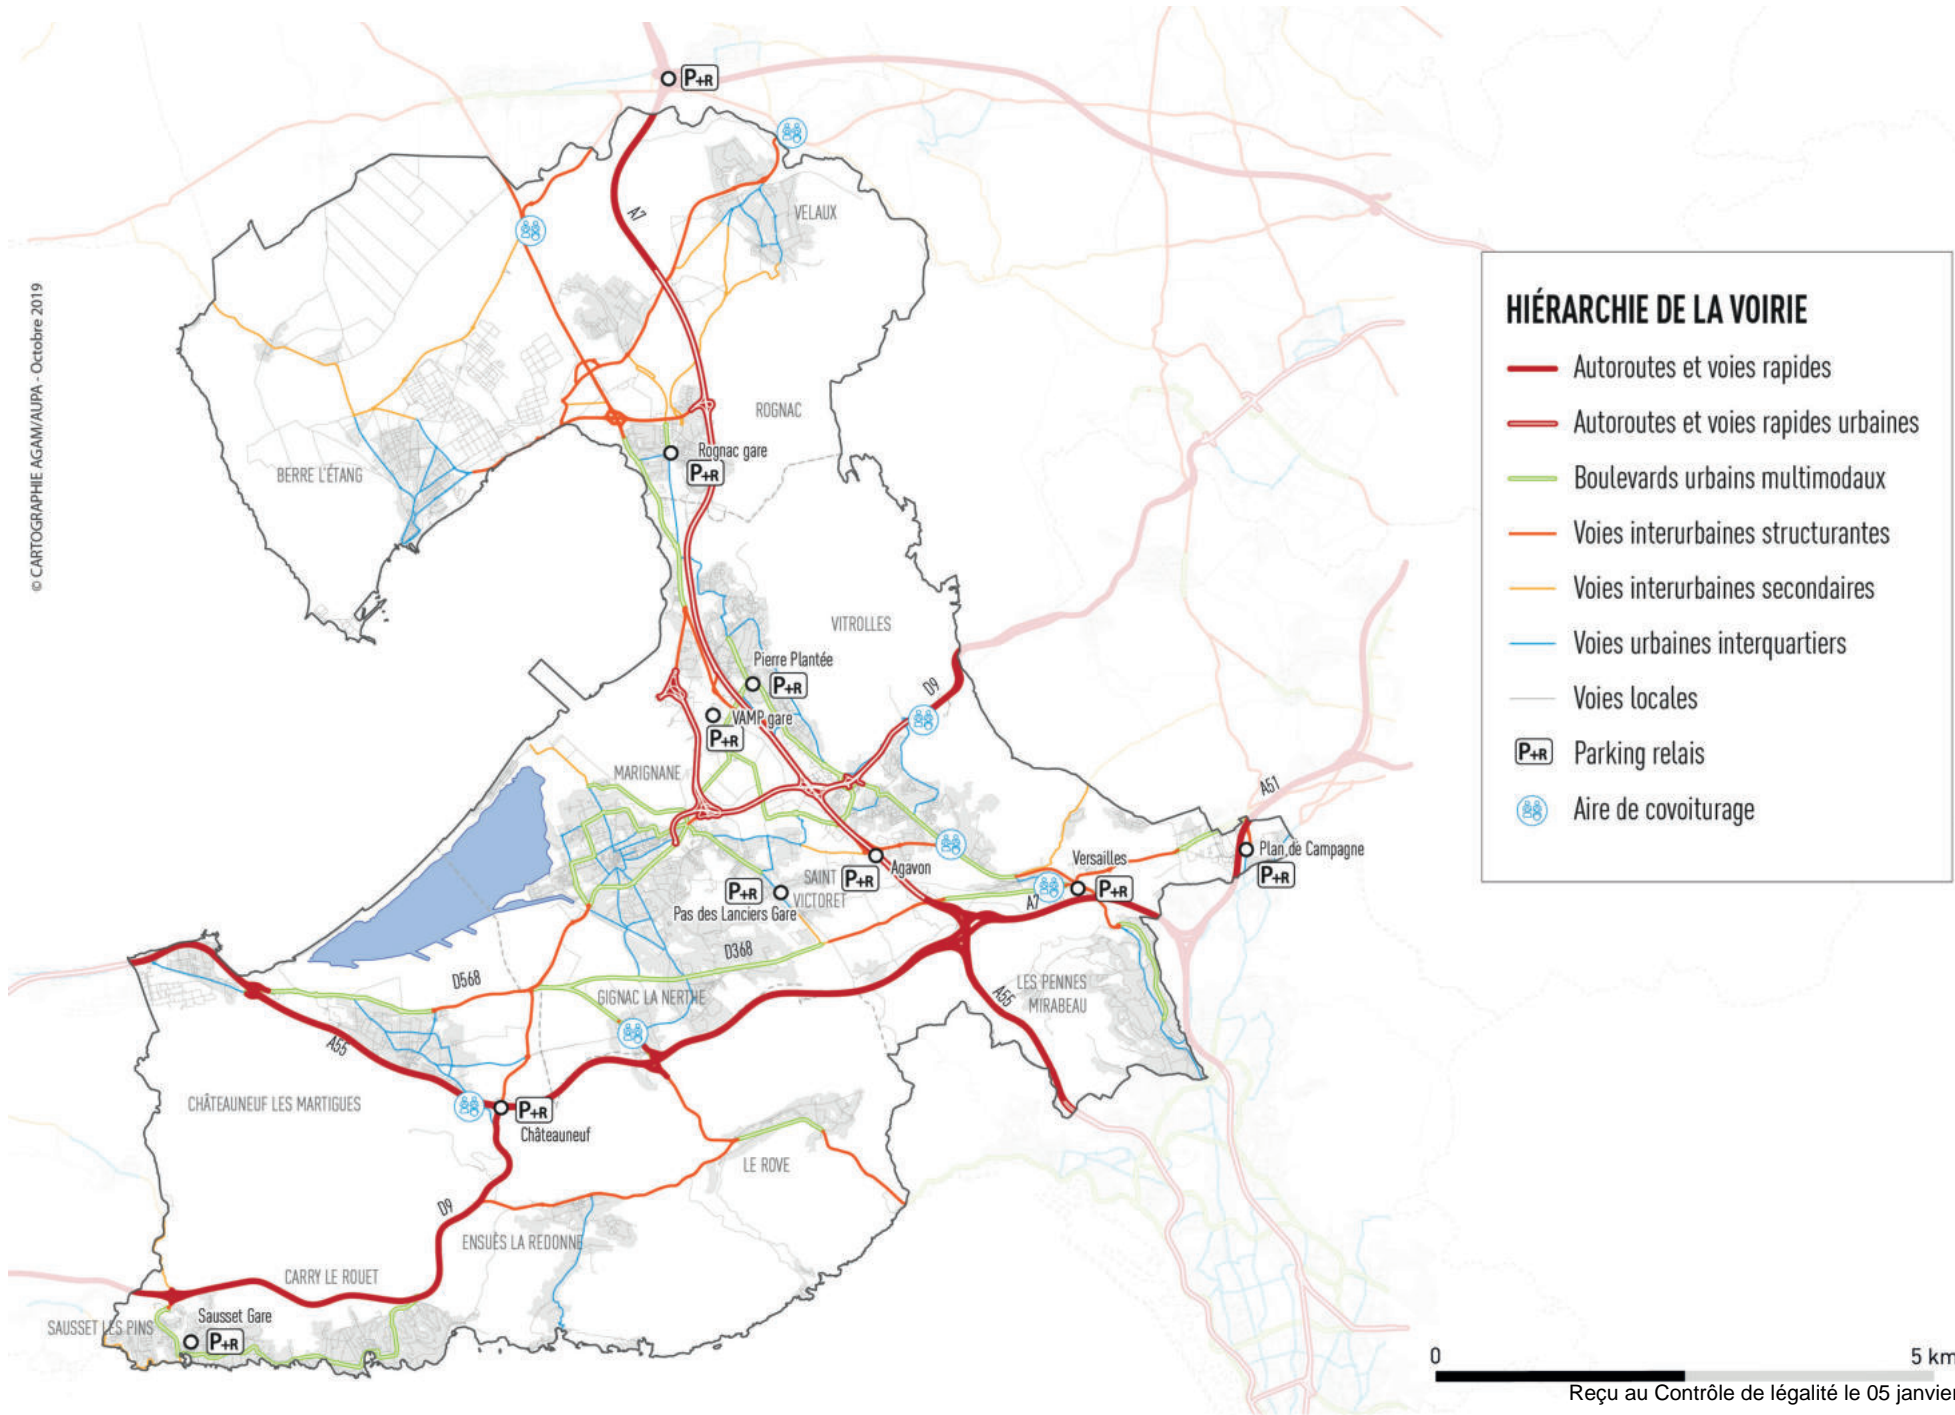 © CARTOGRAPHIE AGAM/AUPA - Octobre 2019
P+R
A7
VELAUX
ROGNAC
Rognac gare
P+R
BERRE L'ÉTANG
VITROLLES
Pierre Plantée
P+R
D9
VAMP gare
P+R
MARIGNANE
A51
Plan de Campagne
P+R
Versailles
P+R
Agavon
P+R
SAINT
VICTORET
P+R
Pas des Lanciers Gare
A7
D368
D568
GIGNAC LA NERTHE
A55
LES PENNES
MIRABEAU
A55
CHÂTEAUNEUF LES MARTIGUES
P+R
Châteauneuf
LE ROVE
D9
ENSUÈS LA REDONNE
CARRY LE ROUET
Sausset Gare
P+R
SAUSSET LES PINS
HIÉRARCHIE DE LA VOIRIE
Autoroutes et voies rapides
Autoroutes et voies rapides urbaines
Boulevards urbains multimodaux
Voies interurbaines structurantes
Voies interurbaines secondaires
Voies urbaines interquartiers
Voies locales
P+R Parking relais
Aire de covoiturage
0 5 km
Reçu au Contrôle de légalité le 05 janvier